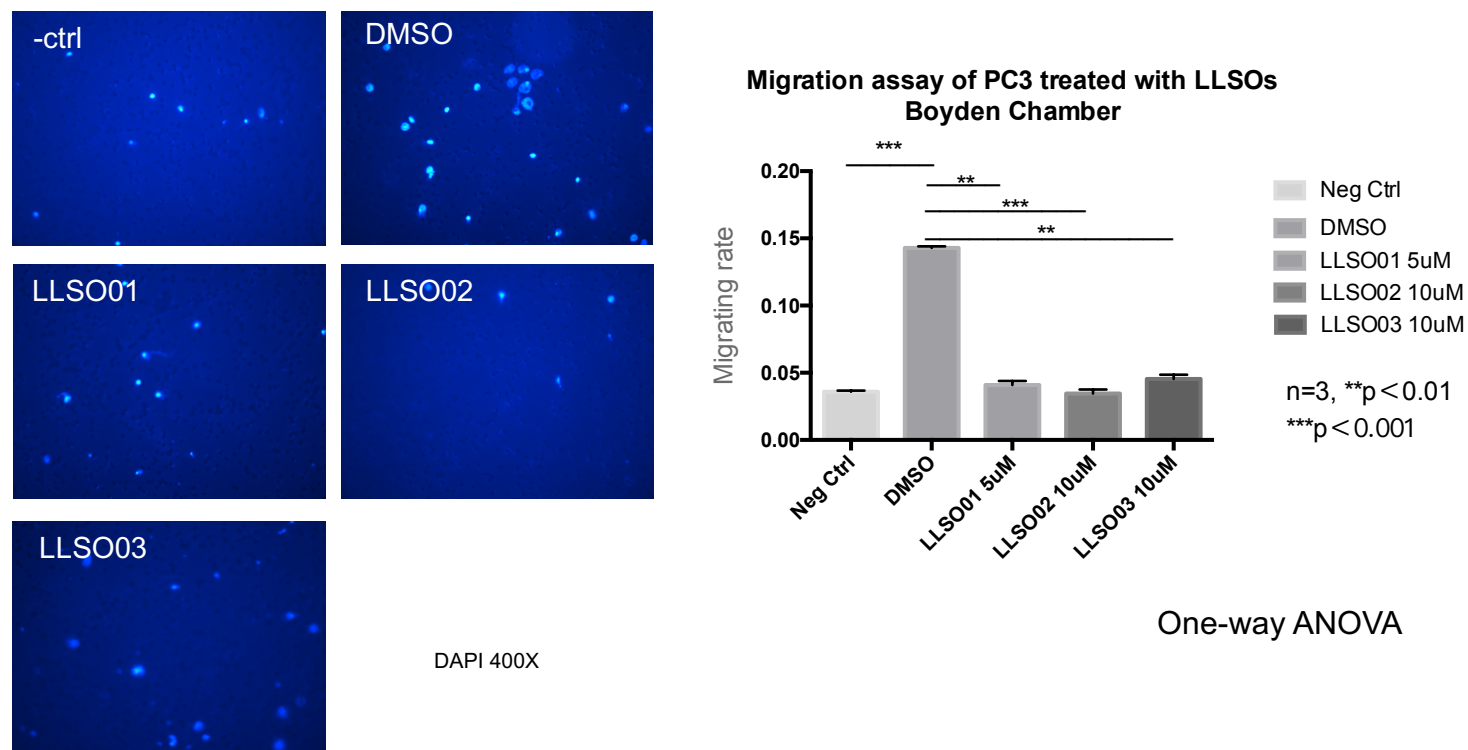 -ctrl
DMSO
LLSO01
LLSO02
LLSO03
DAPI 400X
Migration assay of PC3 treated with LLSOs
Boyden Chamber
***
**
***
**
Migrating rate
0.20
0.15
0.10
0.05
0.00
Neg Ctrl
DMSO
LLSO01 5uM
LLSO02 10uM
LLSO03 10uM
Neg Ctrl
DMSO
LLSO01 5uM
LLSO02 10uM
LLSO03 10uM
n=3, **p<0.01
***p<0.001
One-way ANOVA